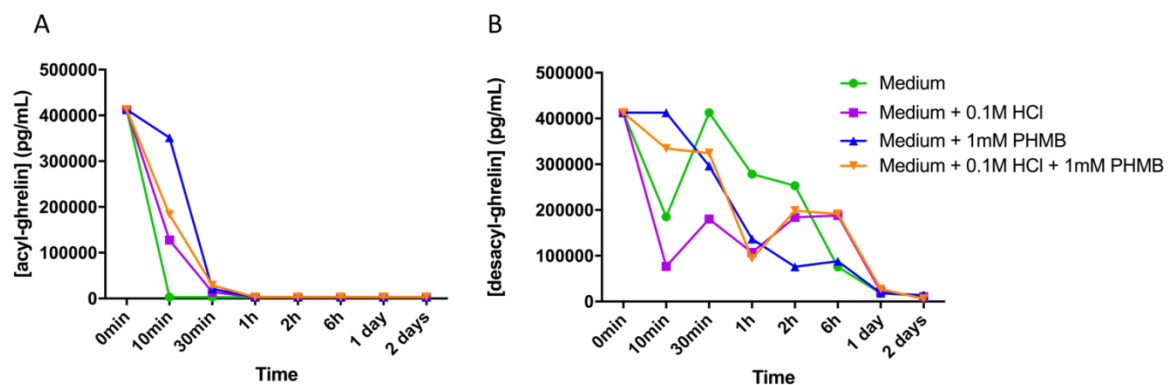 A
[acyl-ghrelin] (pg/mL)
500000
400000
300000
200000
100000
0
0min
10min
30min
1h
2h
6h
1 day
2 days
Time
B
[desacyl-ghrelin] (pg/mL)
500000
400000
300000
200000
100000
0
0min
10min
30min
1h
2h
6h
1 day
2 days
Time
Medium
Medium + 0.1M HCl
Medium + 1mM PHMB
Medium + 0.1M HCl + 1mM PHMB